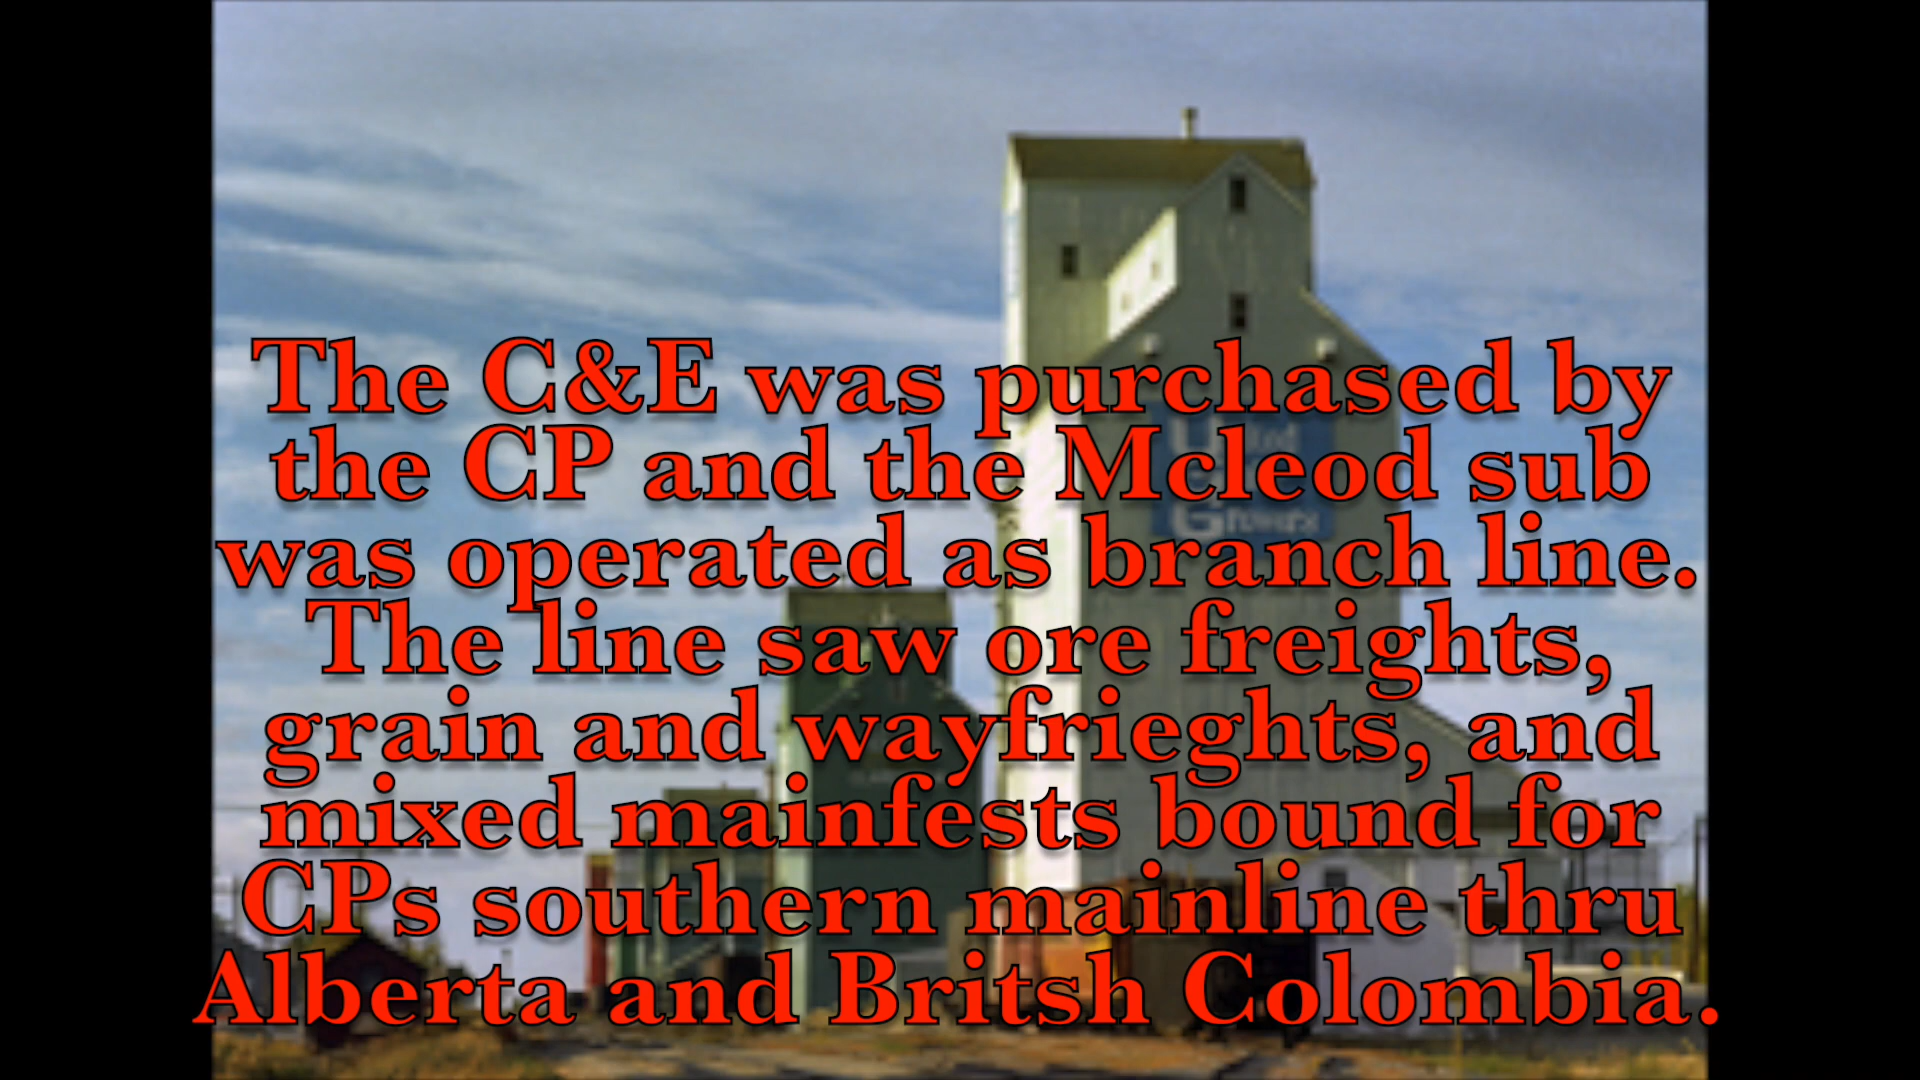 The C&E was purchased by
the CP and the Mcleod sub
was operated as branch line.
The line saw ore freights,
grain and wayfrieghts, and
mixed mainfests bound for
CPs southern mainline thru
Alberta and Britsh Colombia.
Growers